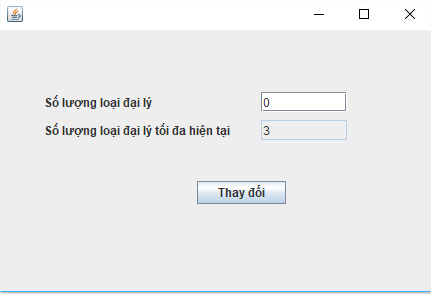 Số lượng loại đại lý
0
Số lượng loại đại lý tối đa hiện tại
3
Thay đổi